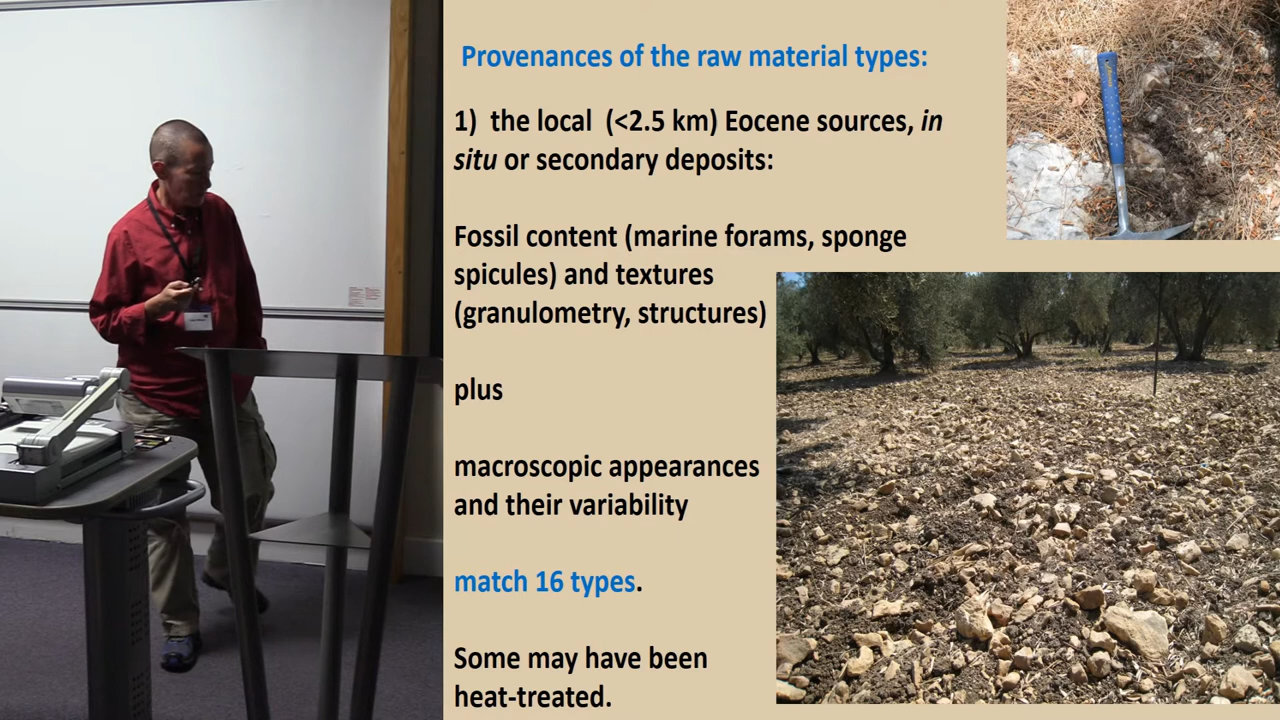 Provenances of the raw material types:
1) the local (<2.5 km) Eocene sources, in
situ or secondary deposits:
Fossil content (marine forams, sponge
spicules) and textures
(granulometry, structures)
plus
macroscopic appearances
and their variability
match 16 types.
Some may have been
heat-treated.